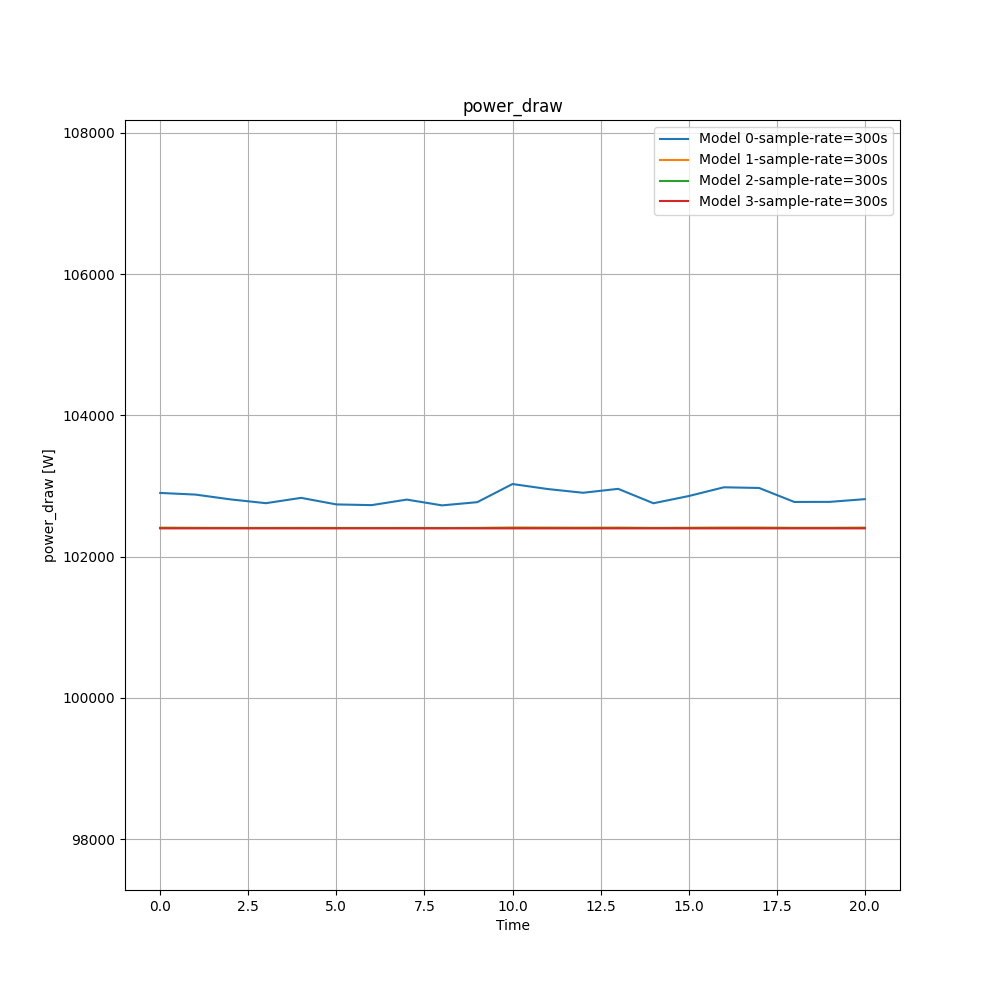 power_draw
108000
106000
104000
102000
100000
98000
power_draw [W]
Model 0-sample-rate=300s
Model 1-sample-rate=300s
Model 2-sample-rate=300s
Model 3-sample-rate=300s
0.0 2.5 5.0 7.5 10.0 12.5 15.0 17.5 20.0
Time